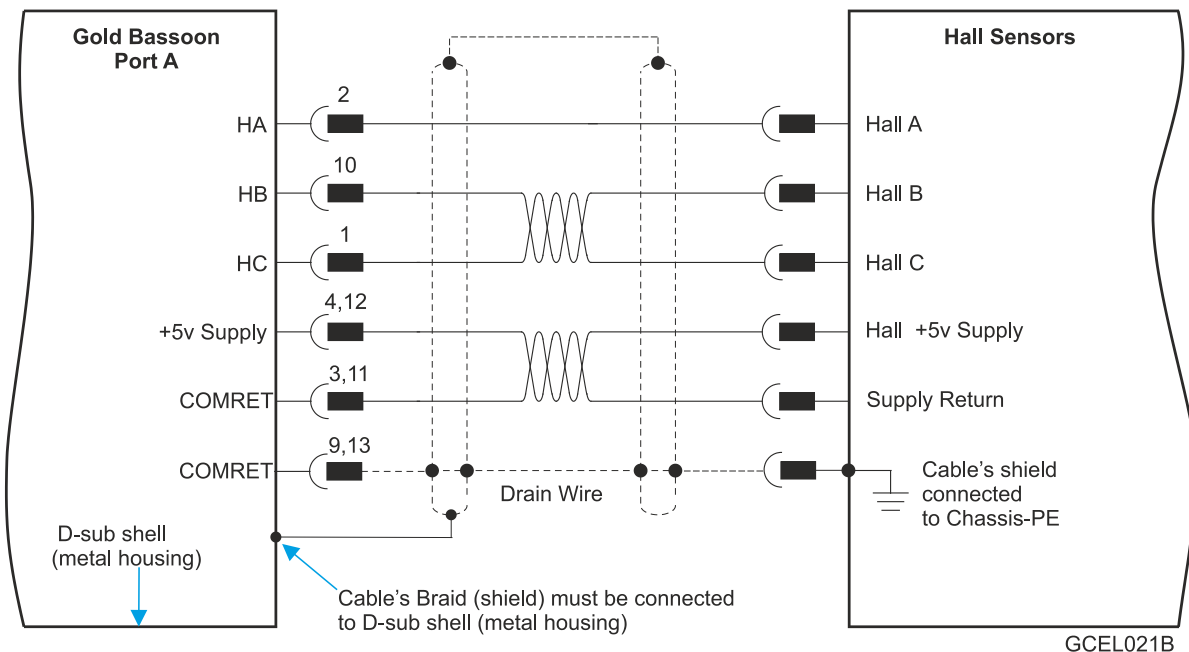 Gold Bassoon
Port A
Hall Sensors
2
HA
Hall A
10
HB
Hall B
1
HC
Hall C
4,12
+5v Supply
Hall +5v Supply
3,11
COMRET
Supply Return
9,13
COMRET
Drain Wire
Cable's shield
connected
to Chassis-PE
D-sub shell
(metal housing)
Cable's Braid (shield) must be connected
to D-sub shell (metal housing)
GCEL021B